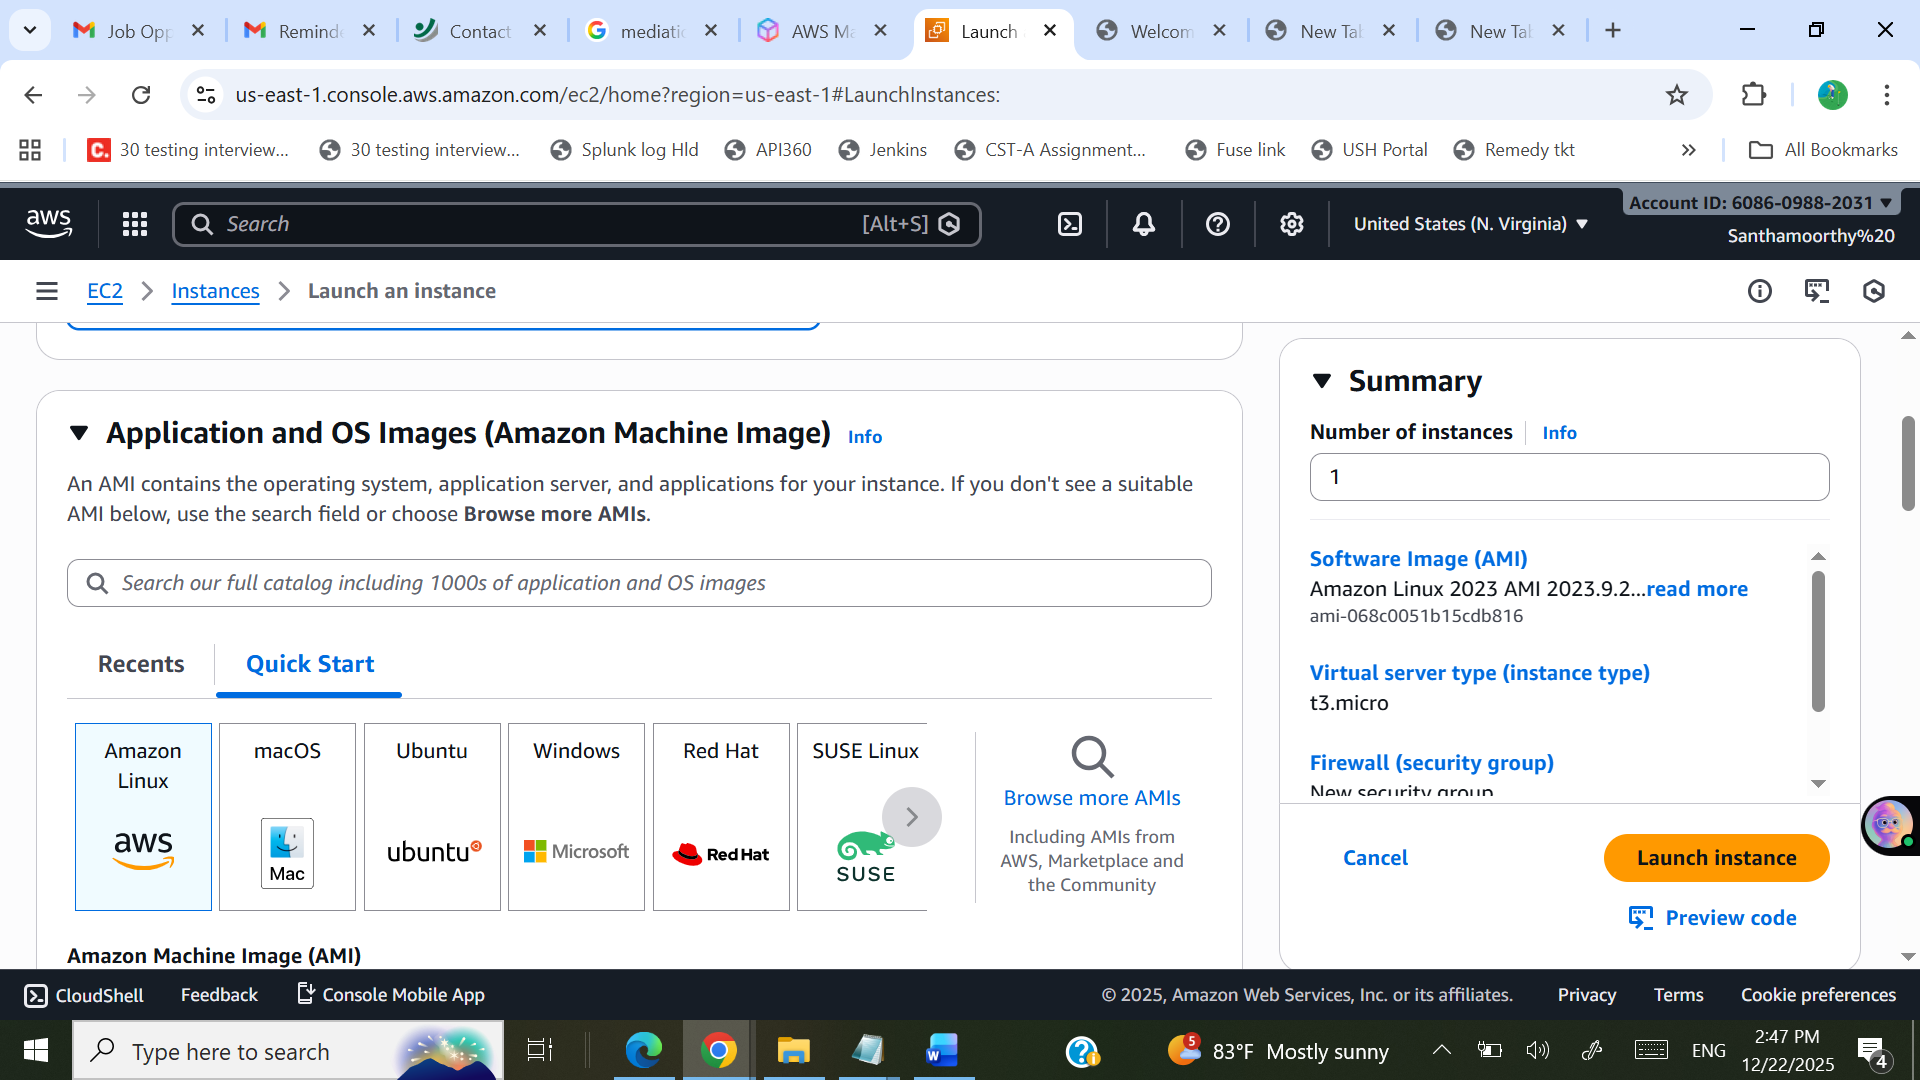 Job Opp
Reminde
Contact
mediatio
AWS Ma
Launch
Welcom
New Tab
New Tab
us-east-1.console.aws.amazon.com/ec2/home?region=us-east-1#LaunchInstances:
30 testing interview...
30 testing interview...
Splunk log Hld
API360
Jenkins
CST-A Assignment...
Fuse link
USH Portal
Remedy tkt
All Bookmarks
aws
Search
[Alt+S]
United States (N. Virginia)
Account ID: 6086-0988-2031
Santhamoorthy%20
EC2
Instances
Launch an instance
Application and OS Images (Amazon Machine Image)
Info
An AMI contains the operating system, application server, and applications for your instance. If you don't see a suitable
AMI below, use the search field or choose Browse more AMIs.
Search our full catalog including 1000s of application and OS images
Recents
Quick Start
Amazon
Linux
aws
macOS
Mac
Ubuntu
ubuntu
Windows
Microsoft
Red Hat
Red Hat
SUSE Linux
SUSE
Browse more AMIs
Including AMIs from
AWS, Marketplace and
the Community
Amazon Machine Image (AMI)
Summary
Number of instances
Info
1
Software Image (AMI)
Amazon Linux 2023 AMI 2023.9.2...read more
ami-068c0051b15cdb816
Virtual server type (instance type)
t3.micro
Firewall (security group)
New security group
Cancel
Launch instance
Preview code
CloudShell
Feedback
Console Mobile App
© 2025, Amazon Web Services, Inc. or its affiliates.
Privacy
Terms
Cookie preferences
Type here to search
5
83°F Mostly sunny
ENG
2:47 PM
12/22/2025
4